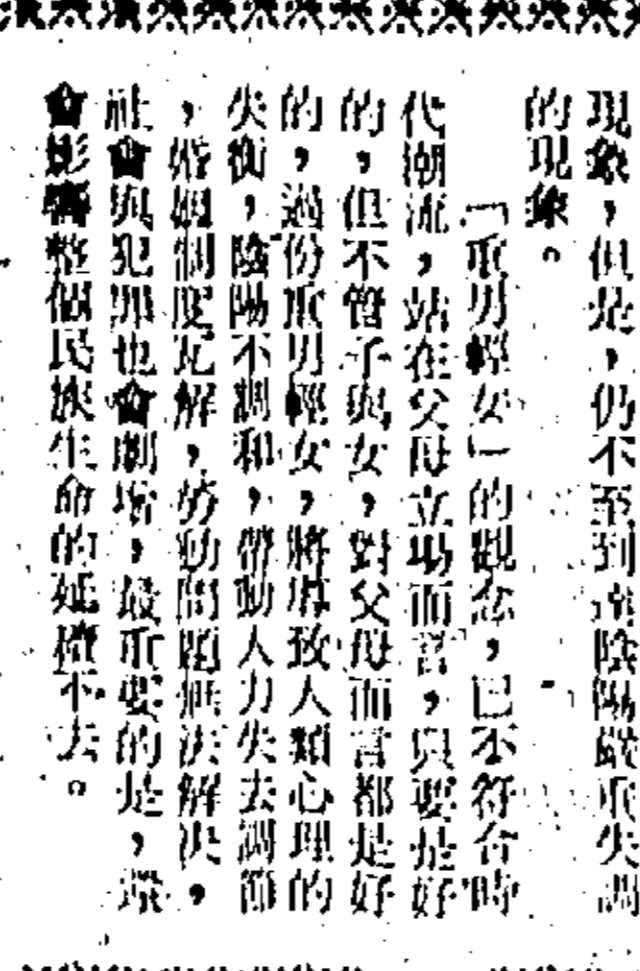 現象，但是，仍不至到陰陽嚴重失調
的現象。
「重男輕女」的觀念，已不符合時
代潮流，站在父母立場而言，只要是好
的，但不管子與女，對父母而言都是好
的，過份重男輕女，將導致人類心理的
失衡，陰陽不調和，帶動人力失去調節
，婚姻制度瓦解，勞動問題無法解決，
社會與犯罪也會劇增，最重要的是，還
會影響整個民族生命的延續不去。